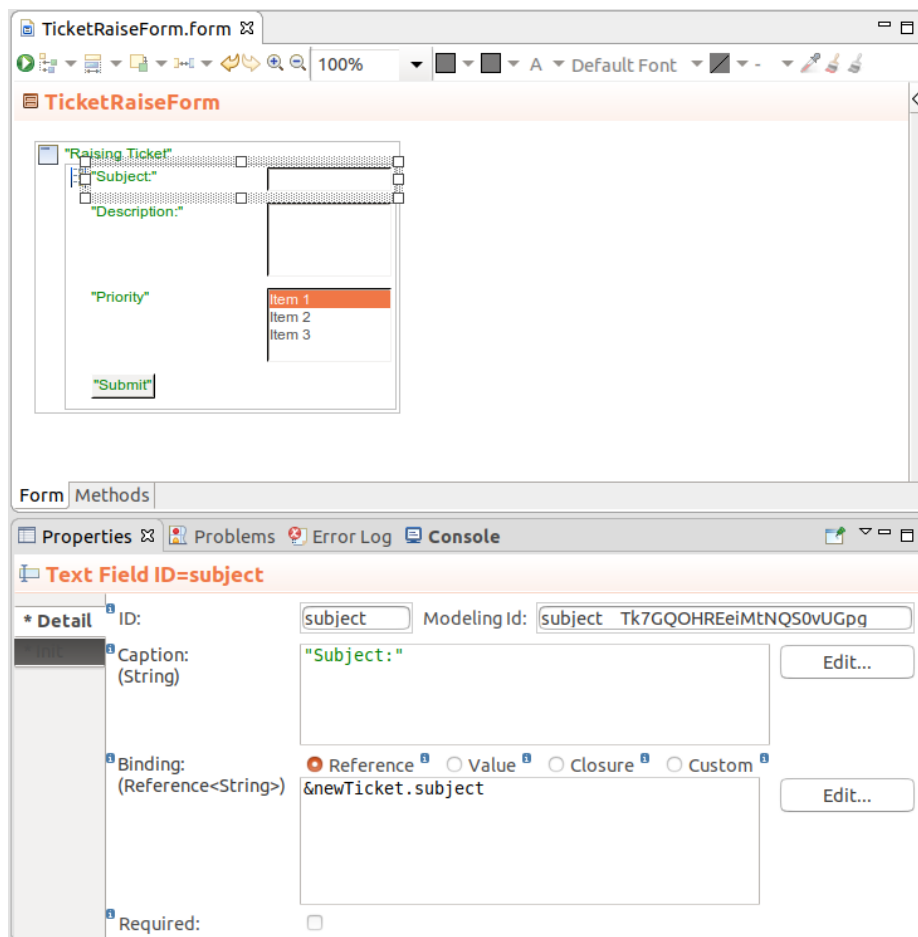 TicketRaiseForm.form
100% A Default Font -
TicketRaiseForm
"Raising Ticket"
"Subject:"
"Description:"
"Priority"
Item 1
Item 2
Item 3
"Submit"
Form Methods
Properties Problems Error Log Console
Text Field ID=subject
* Detail
ID: subject Modeling Id: subject Tk7GQOHREeiMtNQS0vUGpg
* Init
Caption: "Subject:" Edit...
(String)
Binding: Reference Value Closure Custom
(Reference<String>) &newTicket.subject Edit...
Required: